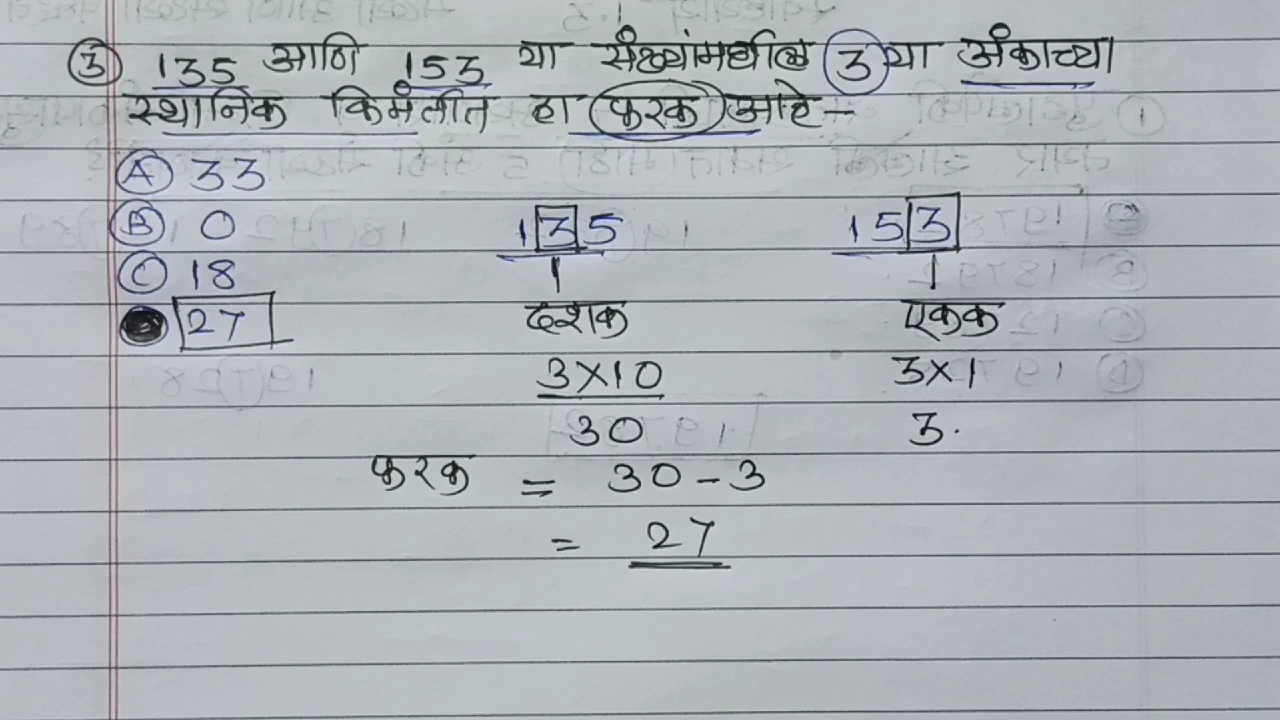 ③ 135 आणि 153 या संख्यांमधील 3 या अंकाच्या
स्थानिक किमंतीत हा फरक आहे-
Ⓐ 33
Ⓑ 0
135 153
Ⓒ 18
27
दशक एकक
3×10 3×1
30 3.
फरक = 30-3
= 27